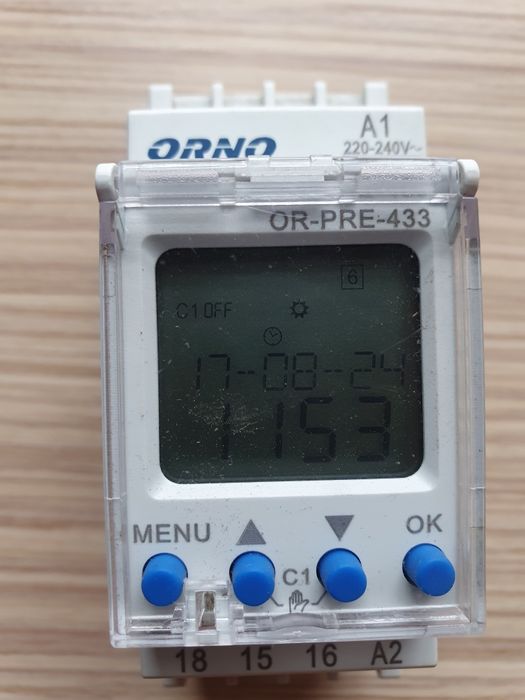 ORNO
A1
220-240V~
OR-PRE-433
6
C1 OFF
17-08-24
1153
MENU
OK
C1
18 15 16 A2